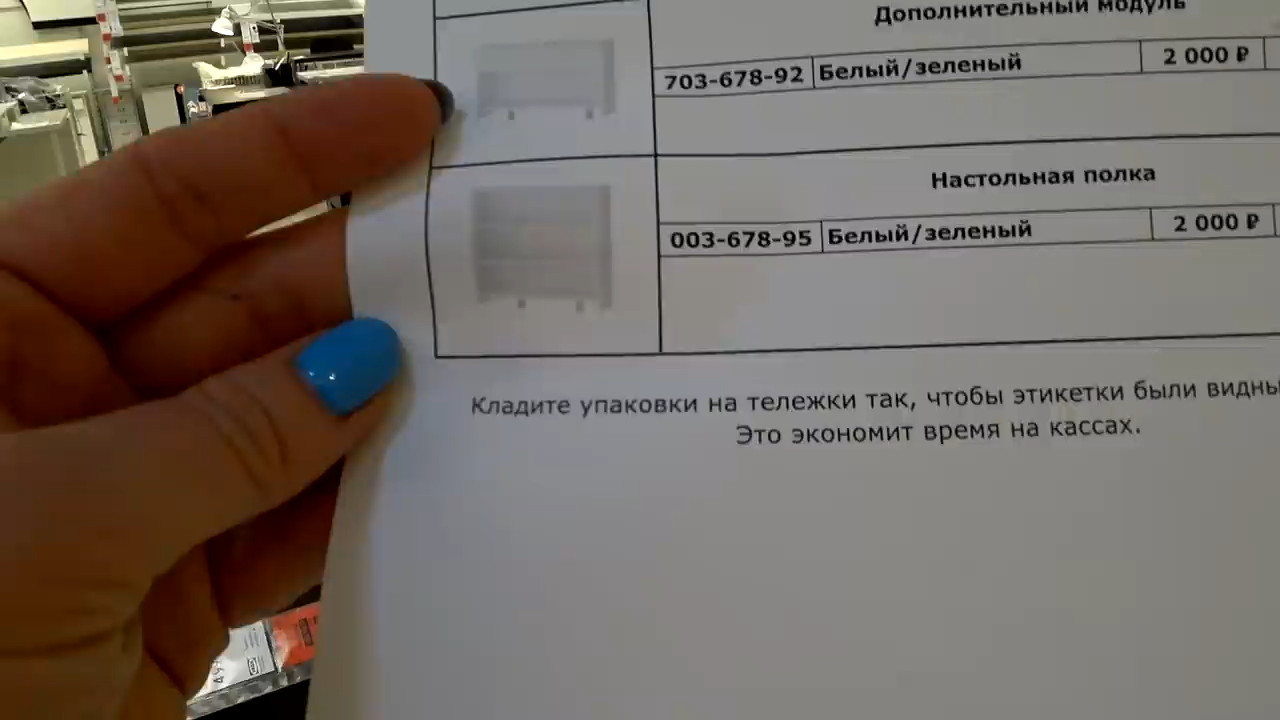 Дополнительный модуль
703-678-92 Белый/зеленый 2 000 ₽
Настольная полка
003-678-95 Белый/зеленый 2 000 ₽
Кладите упаковки на тележки так, чтобы этикетки были видны
Это экономит время на кассах.